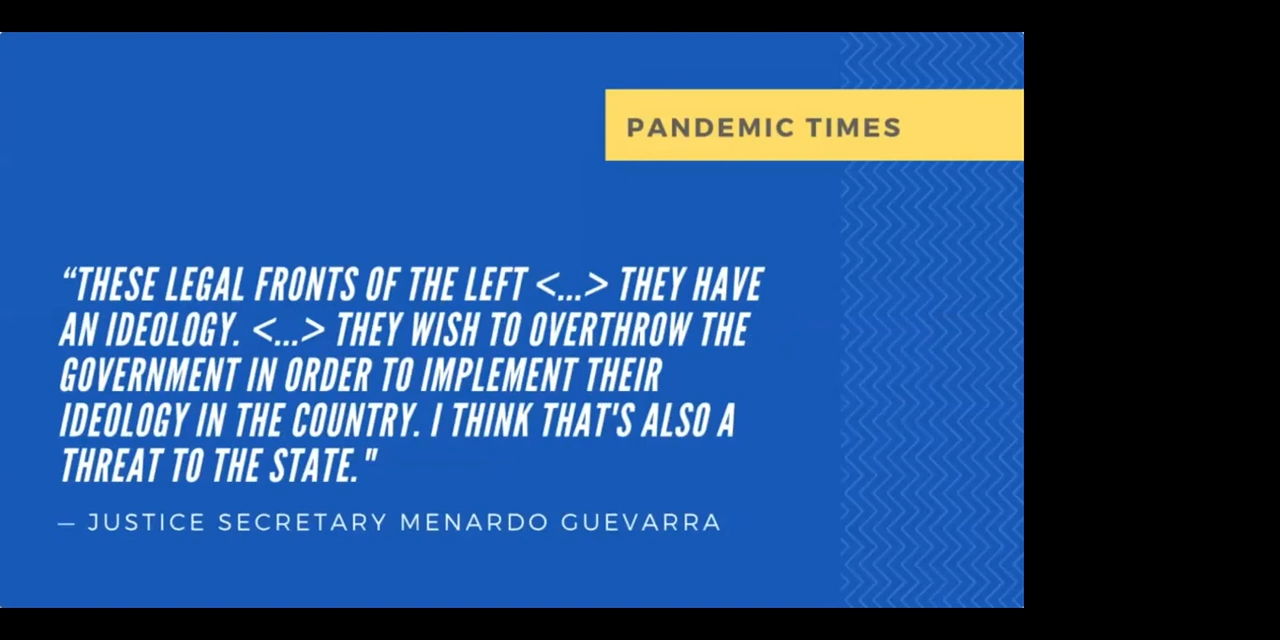 PANDEMIC TIMES
“THESE LEGAL FRONTS OF THE LEFT <...> THEY HAVE
AN IDEOLOGY. <...> THEY WISH TO OVERTHROW THE
GOVERNMENT IN ORDER TO IMPLEMENT THEIR
IDEOLOGY IN THE COUNTRY. I THINK THAT'S ALSO A
THREAT TO THE STATE."
– JUSTICE SECRETARY MENARDO GUEVARRA